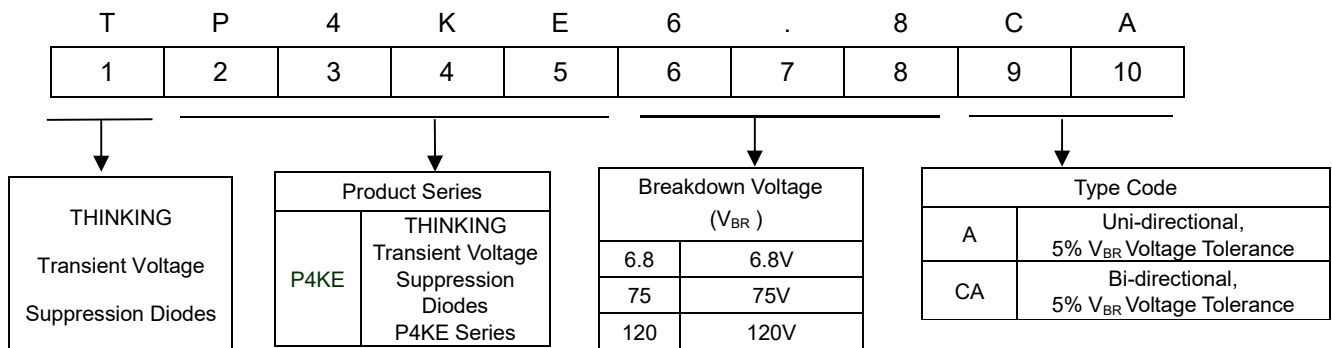 T P 4 K E 6 . 8 C A
1 2 3 4 5 6 7 8 9 10
THINKING
Transient Voltage
Suppression Diodes
Product Series
P4KE
THINKING
Transient Voltage
Suppression
Diodes
P4KE Series
Breakdown Voltage
(VBR )
6.8 6.8V
75 75V
120 120V
Type Code
A
Uni-directional,
5% VBR Voltage Tolerance
CA
Bi-directional,
5% VBR Voltage Tolerance